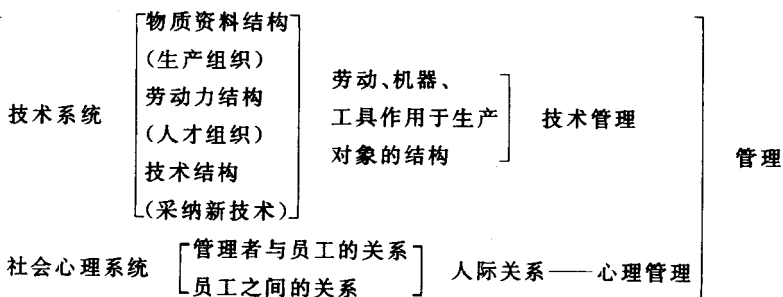 物质资料结构
(生产组织)
劳动力结构
(人才组织)
技术结构
(采纳新技术)
技术系统
劳动、机器、
工具作用于生产
对象的结构
技术管理
管理
社会心理系统
管理者与员工的关系
员工之间的关系
人际关系——心理管理